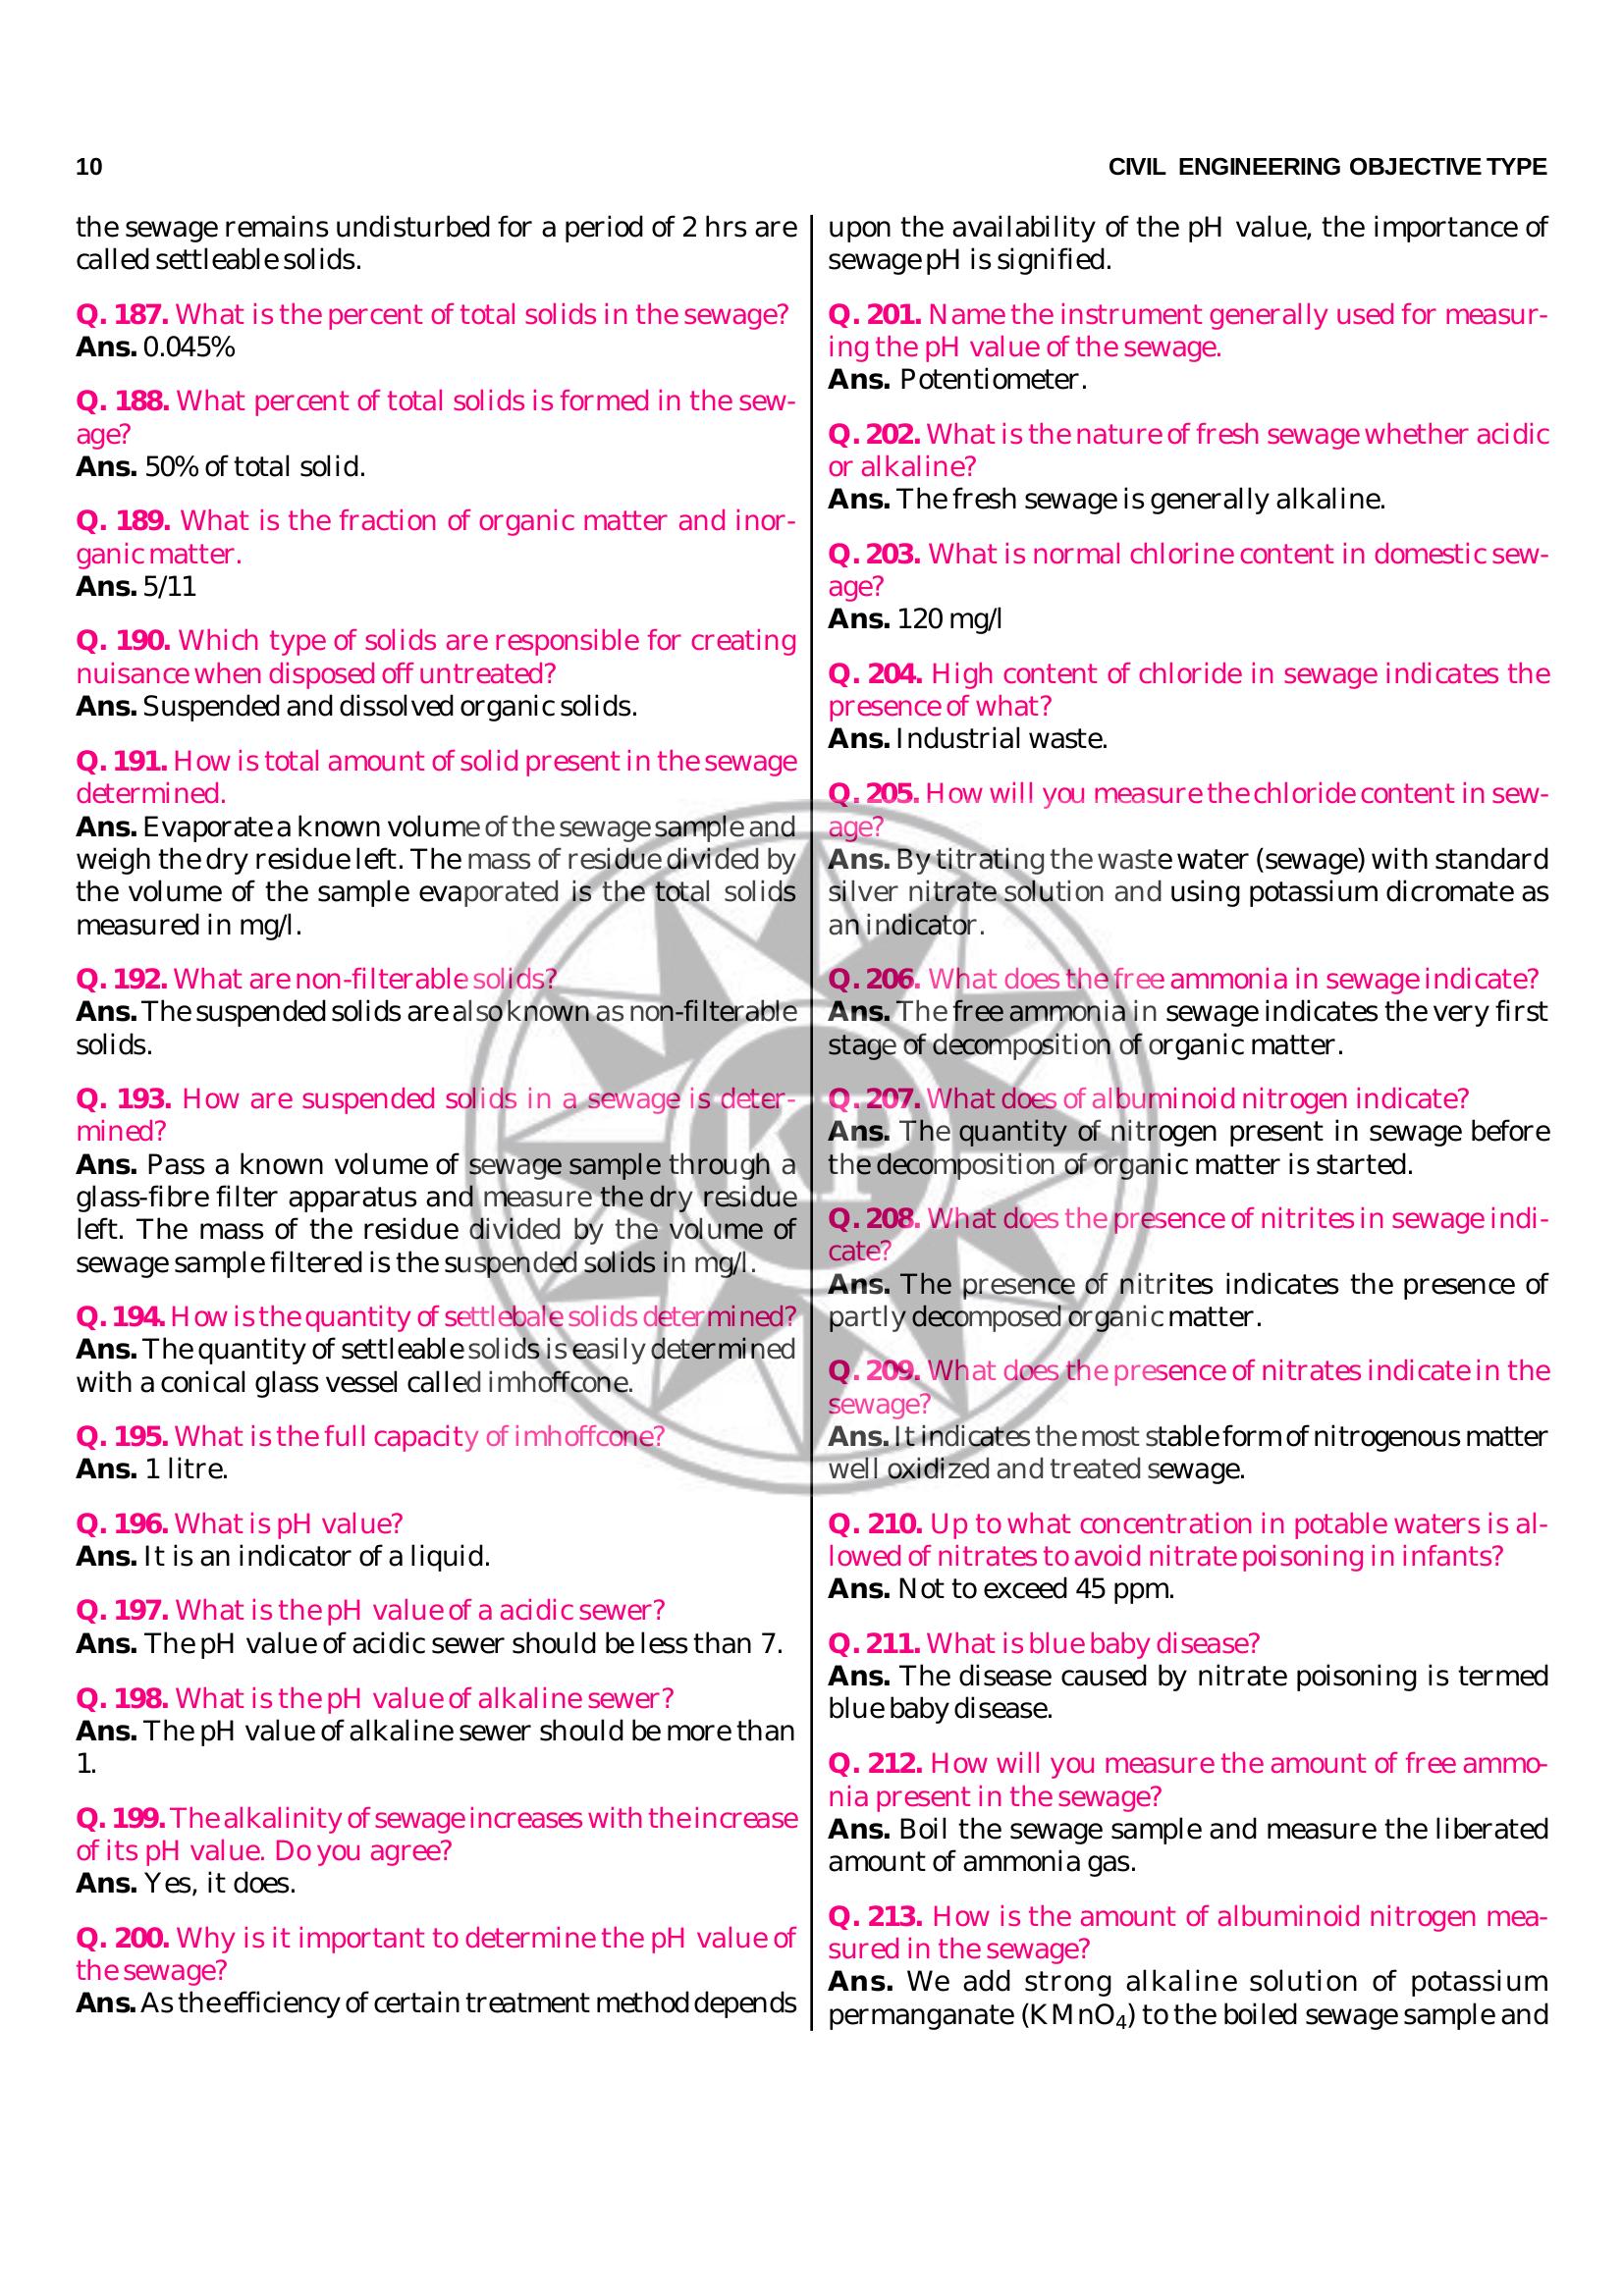 10
CIVIL ENGINEERING OBJECTIVE TYPE
the sewage remains undisturbed for a period of 2 hrs are
called settleable solids.
Q. 187. What is the percent of total solids in the sewage?
Ans. 0.045%
Q. 188. What percent of total solids is formed in the sew-
age?
Ans. 50% of total solid.
Q. 189. What is the fraction of organic matter and inor-
ganic matter.
Ans. 5/11
Q. 190. Which type of solids are responsible for creating
nuisance when disposed off untreated?
Ans. Suspended and dissolved organic solids.
Q. 191. How is total amount of solid present in the sewage
determined.
Ans. Evaporate a known volume of the sewage sample and
weigh the dry residue left. The mass of residue divided by
the volume of the sample evaporated is the total solids
measured in mg/l.
Q. 192. What are non-filterable solids?
Ans. The suspended solids are also known as non-filterable
solids.
Q. 193. How are suspended solids in a sewage is deter-
mined?
Ans. Pass a known volume of sewage sample through a
glass-fibre filter apparatus and measure the dry residue
left. The mass of the residue divided by the volume of
sewage sample filtered is the suspended solids in mg/l.
Q. 194. How is the quantity of settlebale solids determined?
Ans. The quantity of settleable solids is easily determined
with a conical glass vessel called imhoffcone.
Q. 195. What is the full capacity of imhoffcone?
Ans. 1 litre.
Q. 196. What is pH value?
Ans. It is an indicator of a liquid.
Q. 197. What is the pH value of a acidic sewer?
Ans. The pH value of acidic sewer should be less than 7.
Q. 198. What is the pH value of alkaline sewer?
Ans. The pH value of alkaline sewer should be more than
1.
Q. 199. The alkalinity of sewage increases with the increase
of its pH value. Do you agree?
Ans. Yes, it does.
Q. 200. Why is it important to determine the pH value of
the sewage?
Ans. As the efficiency of certain treatment method depends
upon the availability of the pH value, the importance of
sewage pH is signified.
Q. 201. Name the instrument generally used for measur-
ing the pH value of the sewage.
Ans. Potentiometer.
Q. 202. What is the nature of fresh sewage whether acidic
or alkaline?
Ans. The fresh sewage is generally alkaline.
Q. 203. What is normal chlorine content in domestic sew-
age?
Ans. 120 mg/l
Q. 204. High content of chloride in sewage indicates the
presence of what?
Ans. Industrial waste.
Q. 205. How will you measure the chloride content in sew-
age?
Ans. By titrating the waste water (sewage) with standard
silver nitrate solution and using potassium dicromate as
an indicator.
Q. 206. What does the free ammonia in sewage indicate?
Ans. The free ammonia in sewage indicates the very first
stage of decomposition of organic matter.
Q. 207. What does of albuminoid nitrogen indicate?
Ans. The quantity of nitrogen present in sewage before
the decomposition of organic matter is started.
Q. 208. What does the presence of nitrites in sewage indi-
cate?
Ans. The presence of nitrites indicates the presence of
partly decomposed organic matter.
Q. 209. What does the presence of nitrates indicate in the
sewage?
Ans. It indicates the most stable form of nitrogenous matter
well oxidized and treated sewage.
Q. 210. Up to what concentration in potable waters is al-
lowed of nitrates to avoid nitrate poisoning in infants?
Ans. Not to exceed 45 ppm.
Q. 211. What is blue baby disease?
Ans. The disease caused by nitrate poisoning is termed
blue baby disease.
Q. 212. How will you measure the amount of free ammo-
nia present in the sewage?
Ans. Boil the sewage sample and measure the liberated
amount of ammonia gas.
Q. 213. How is the amount of albuminoid nitrogen mea-
sured in the sewage?
Ans. We add strong alkaline solution of potassium
permanganate (KMnO₄) to the boiled sewage sample and
KP